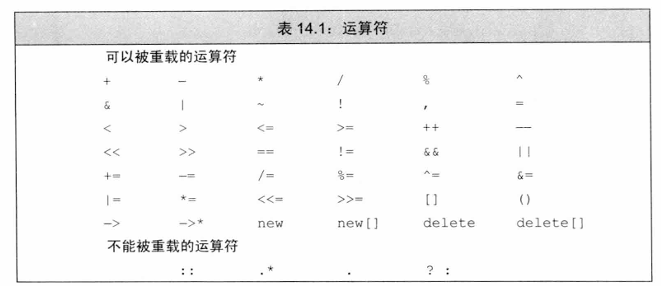 表 14.1：运算符
可以被重载的运算符
+ — * / % ^
& | ~ ! , =
< > <= >= ++ ——
<< >> == != && ||
+= —= /= %= ^= &=
|= *= <<= >>= [] ()
—> —>* new new[] delete delete[]
不能被重载的运算符
:: .* . ? :